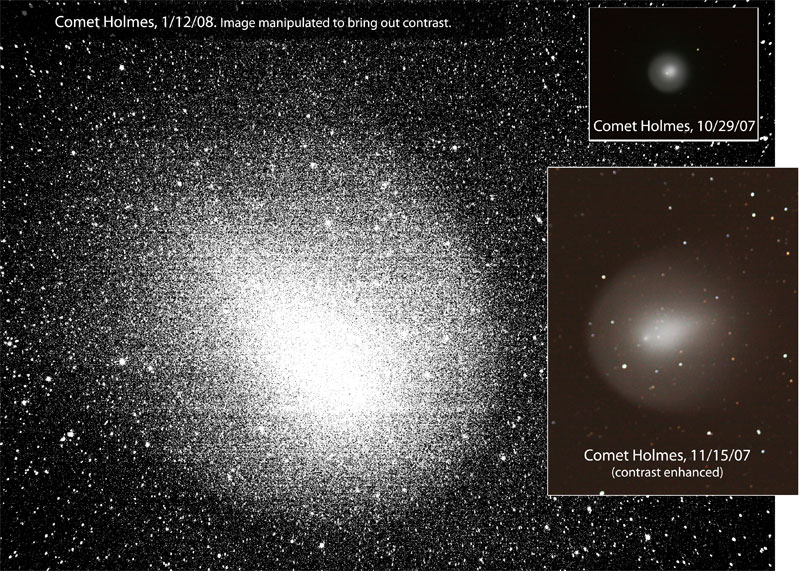 Comet Holmes, 1/12/08. Image manipulated to bring out contrast.
Comet Holmes, 10/29/07
Comet Holmes, 11/15/07
(contrast enhanced)